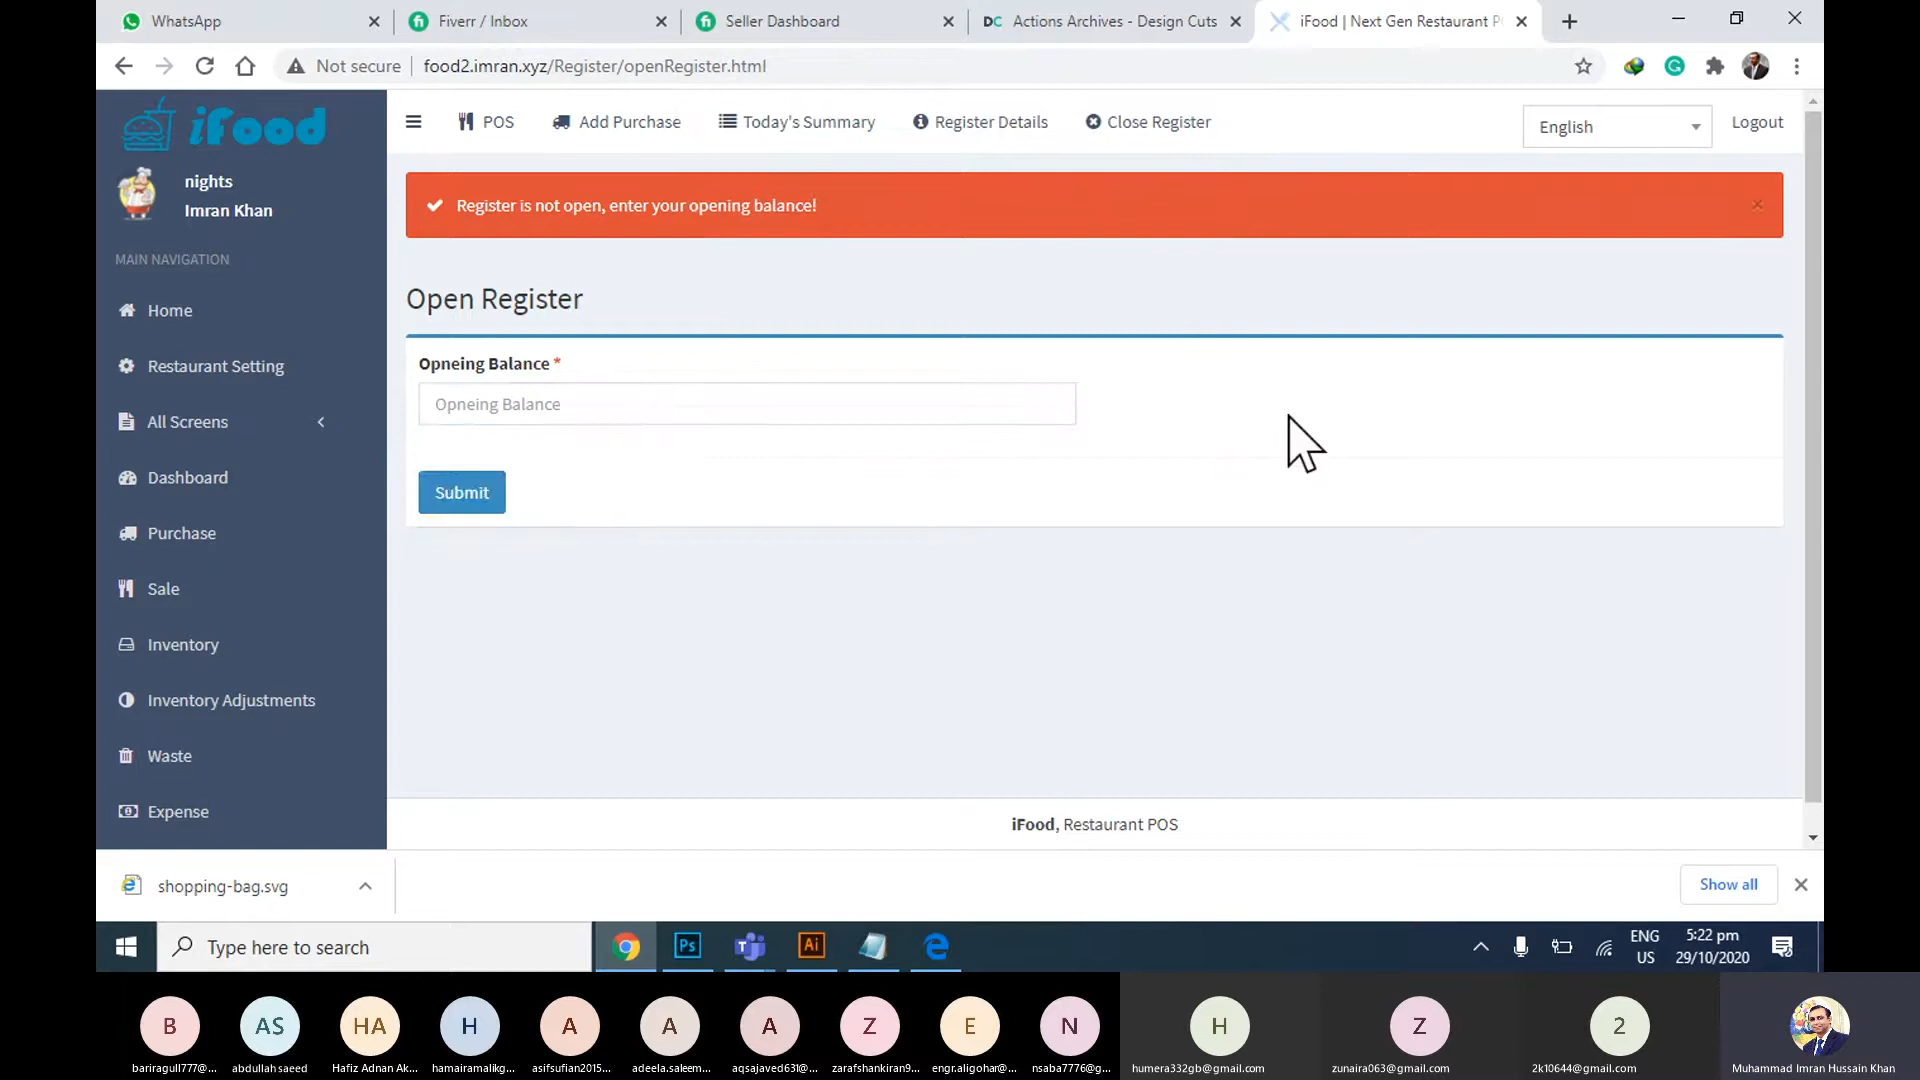 WhatsApp
Fiverr / Inbox
Seller Dashboard
DC Actions Archives - Design Cuts
iFood | Next Gen Restaurant P
Not secure food2.imran.xyz/Register/openRegister.html
iFood
nights
Imran Khan
MAIN NAVIGATION
Home
Restaurant Setting
All Screens
Dashboard
Purchase
Sale
Inventory
Inventory Adjustments
Waste
Expense
POS Add Purchase Today's Summary Register Details Close Register
English
Logout
Register is not open, enter your opening balance!
Open Register
Opneing Balance *
Opneing Balance
Submit
iFood, Restaurant POS
shopping-bag.svg
Show all
Type here to search
Ps
Ai
ENG
US
5:22 pm
29/10/2020
B AS HA H A A A Z E N H Z 2
bariragull777@... abdullah saeed Hafiz Adnan Ak... hamairamalikg... asifsufian2015... adeela.saleem... aqsajaved631@... zarafshankiran9... engr.aligohar@... nsaba7776@g... humera332gb@gmail.com zunaira063@gmail.com 2k10644@gmail.com Muhammad Imran Hussain Khan